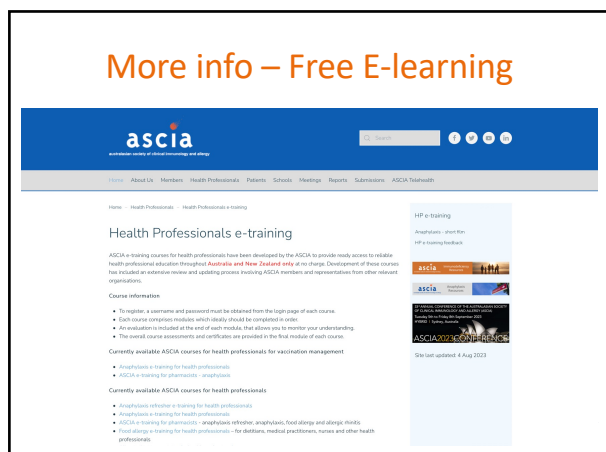 More info – Free E-learning
ascia
australasian society of clinical immunology and allergy
Search
Home About Us Members Health Professionals Patients Schools Meetings Reports Submissions ASCIA Telehealth
Home - Health Professionals - Health Professionals e-training
Health Professionals e-training
ASCIA e-training courses for health professionals have been developed by the ASCIA to provide ready access to reliable
health professional education throughout Australia and New Zealand only at no charge. Development of these courses
has included an extensive review and updating process involving ASCIA members and representatives from other relevant
organisations.
Course information
• To register, a username and password must be obtained from the login page of each course.
• Each course comprises modules which ideally should be completed in order.
• An evaluation is included at the end of each module, that allows you to monitor your understanding.
• The overall course assessments and certificates are provided in the final module of each course.
Currently available ASCIA courses for health professionals for vaccination management
• Anaphylaxis e-training for health professionals
• ASCIA e-training for pharmacists - anaphylaxis
Currently available ASCIA courses for health professionals
• Anaphylaxis refresher e-training for health professionals
• Anaphylaxis e-training for health professionals
• ASCIA e-training for pharmacists - anaphylaxis refresher, anaphylaxis, food allergy and allergic rhinitis
• Food allergy e-training for health professionals – for dietitians, medical practitioners, nurses and other health
professionals
HP e-training
Anaphylaxis - short film
HP e-training feedback
ascia
ascia
ASCIA2023CONFERENCE
Site last updated: 4 Aug 2023